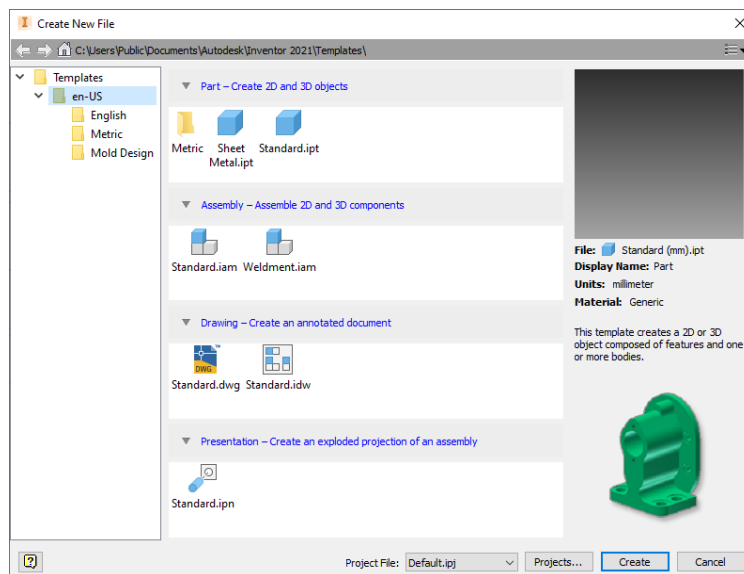 Create New File
C:\Users\Public\Documents\Autodesk\Inventor 2021\Templates\
Templates
en-US
English
Metric
Mold Design
Part – Create 2D and 3D objects
Metric
Sheet
Metal.ipt
Standard.ipt
Assembly – Assemble 2D and 3D components
Standard.iam
Weldment.iam
Drawing – Create an annotated document
DWG
Standard.dwg
Standard.idw
Presentation – Create an exploded projection of an assembly
Standard.ipn
File: Standard (mm).ipt
Display Name: Part
Units: millimeter
Material: Generic
This template creates a 2D or 3D
object composed of features and one
or more bodies.
Project File: Default.ipj
Projects...
Create
Cancel